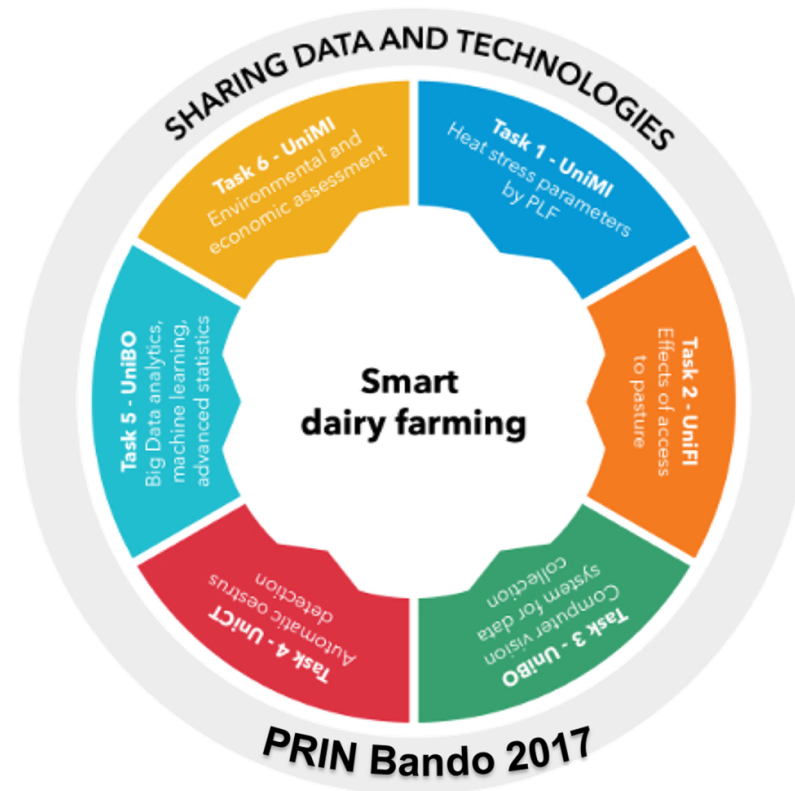 SHARING DATA AND TECHNOLOGIES
Task 1 - UniMI
Heat stress parameters
by PLF
Task 2 - UniFI
Effects of access
to pasture
Task 3 - UniBO
Computer vision
system for data
collection
Task 4 - UniCT
Automatic oestrus
detection
Task 5 - UniBO
Big Data analytics,
machine learning,
advanced statistics
Task 6 - UniMI
Environmental and
economic assessment
Smart
dairy farming
PRIN Bando 2017